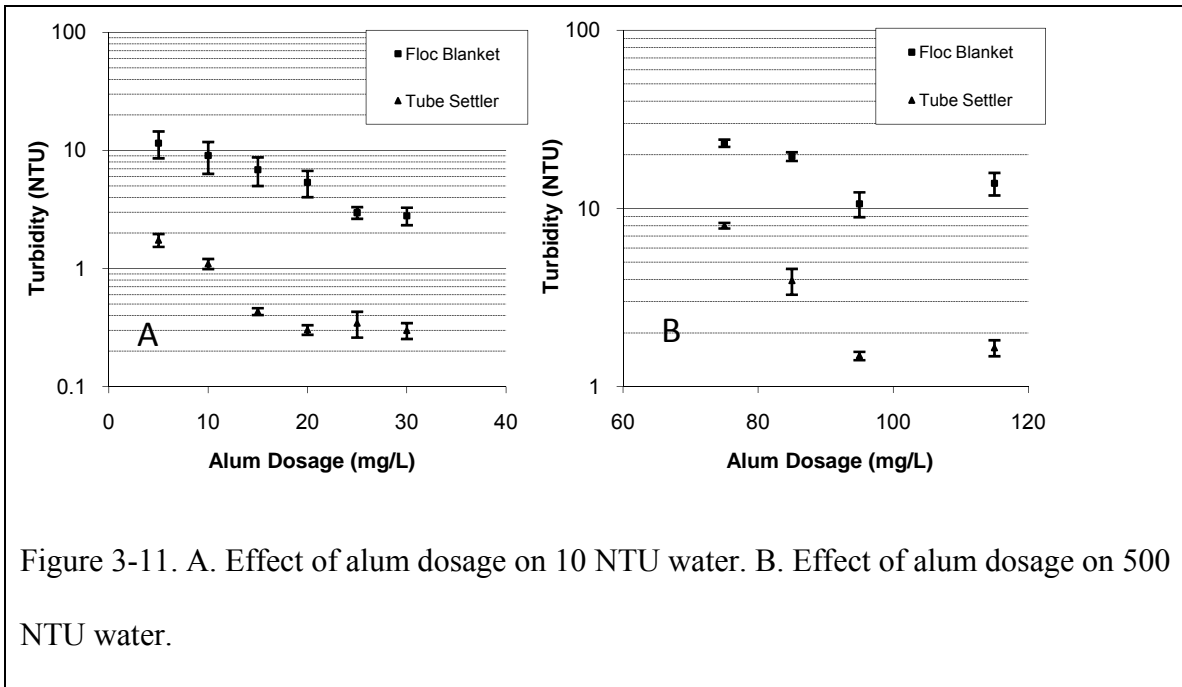 100
10
1
0.1
Turbidity (NTU)
0 10 20 30 40
Alum Dosage (mg/L)
Floc Blanket
Tube Settler
A
100
10
1
Turbidity (NTU)
60 80 100 120
Alum Dosage (mg/L)
Floc Blanket
Tube Settler
B
Figure 3-11. A. Effect of alum dosage on 10 NTU water. B. Effect of alum dosage on 500
NTU water.